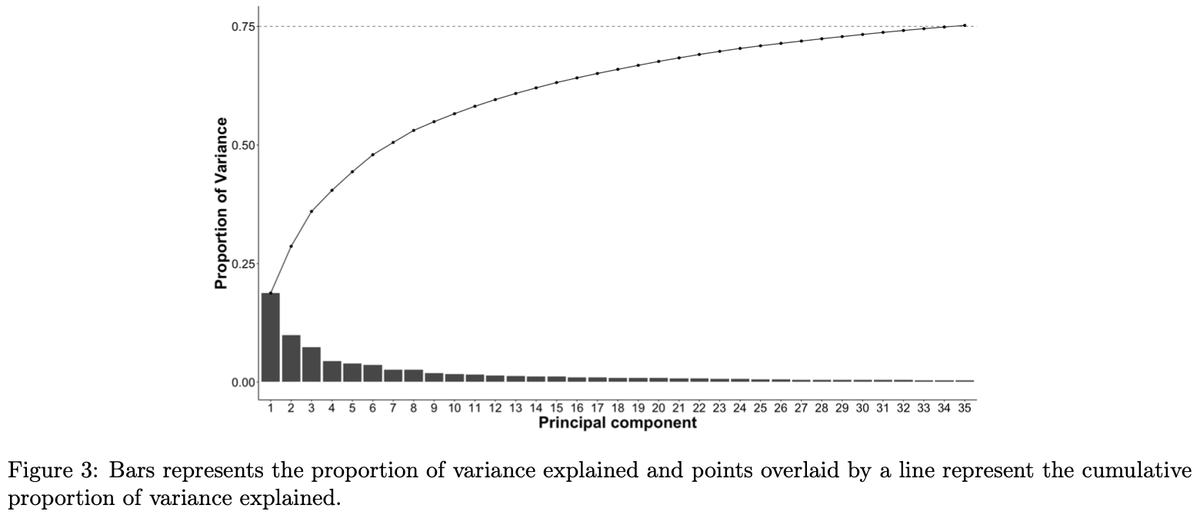 0.75
0.50
0.25
0.00
Proportion of Variance
1 2 3 4 5 6 7 8 9 10 11 12 13 14 15 16 17 18 19 20 21 22 23 24 25 26 27 28 29 30 31 32 33 34 35
Principal component
Figure 3: Bars represents the proportion of variance explained and points overlaid by a line represent the cumulative
proportion of variance explained.